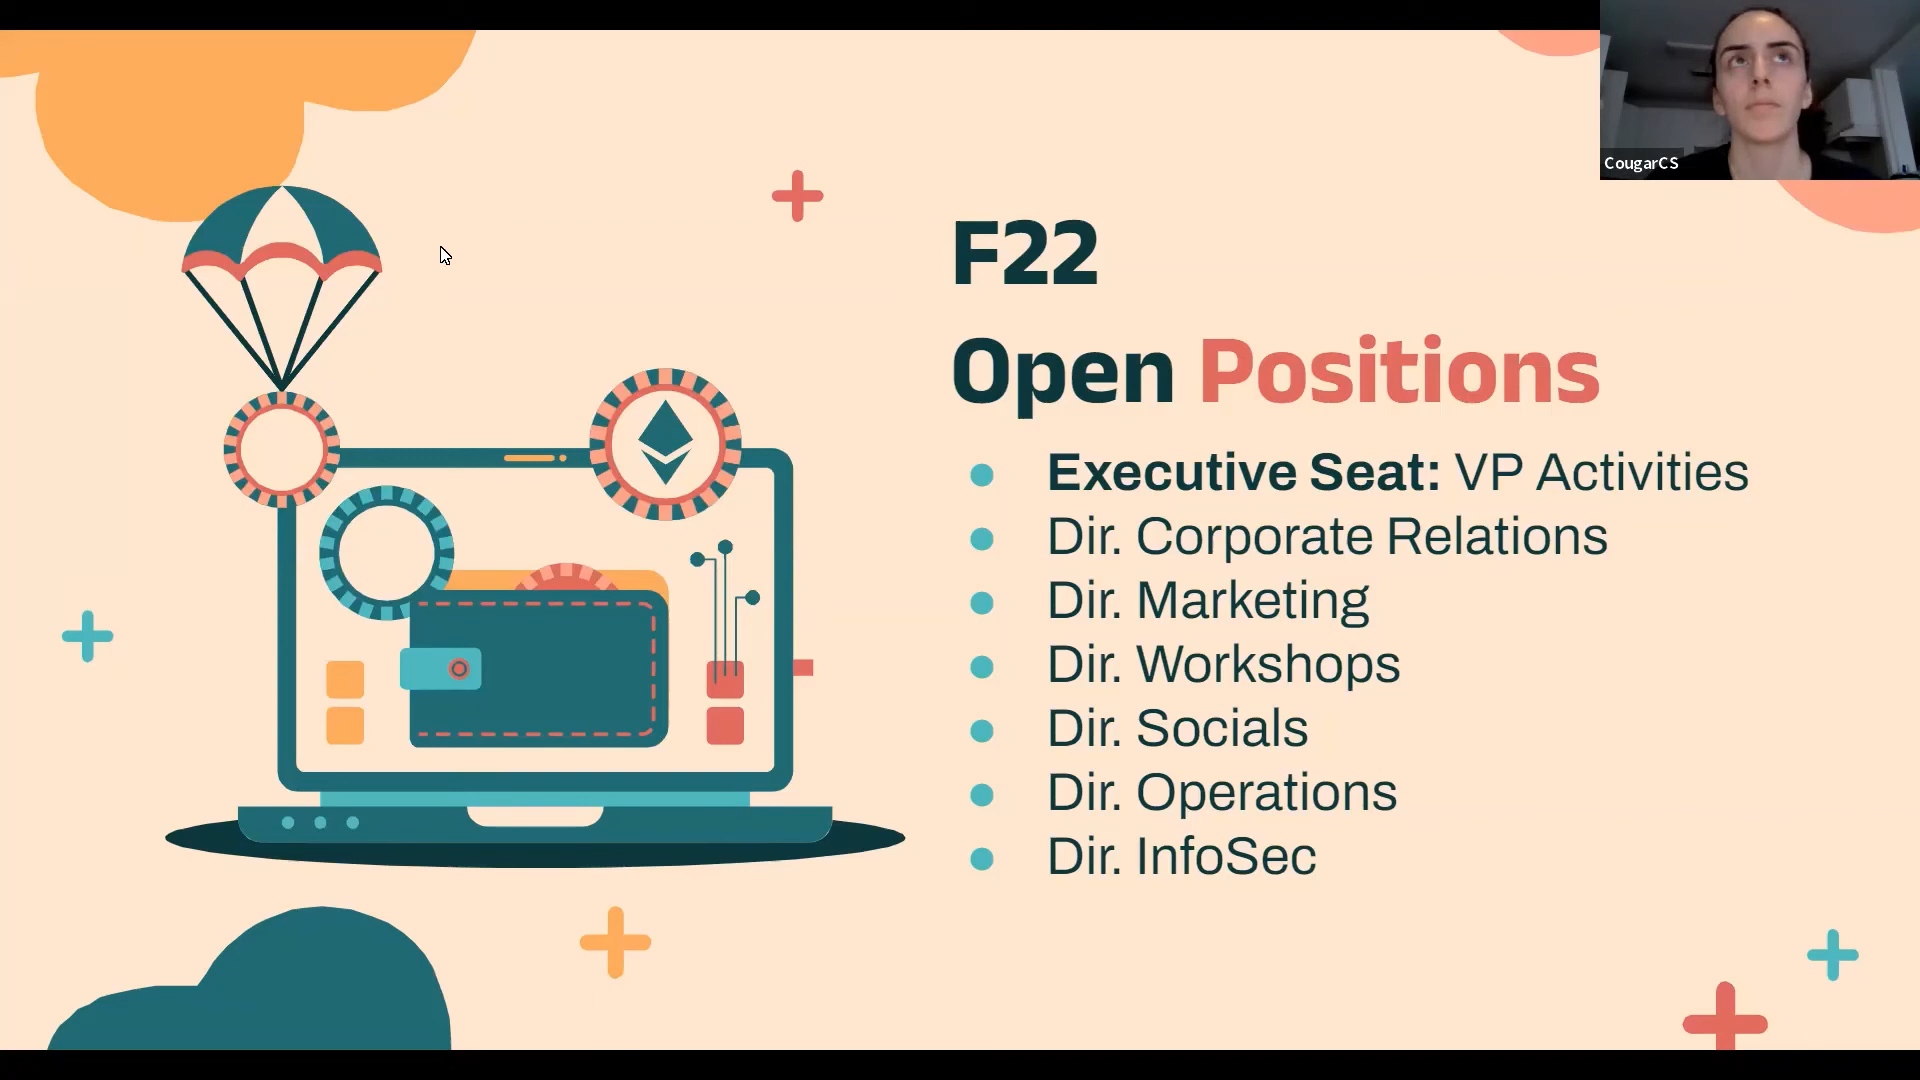 CougarCS
F22
Open Positions
Executive Seat: VP Activities
Dir. Corporate Relations
Dir. Marketing
Dir. Workshops
Dir. Socials
Dir. Operations
Dir. InfoSec